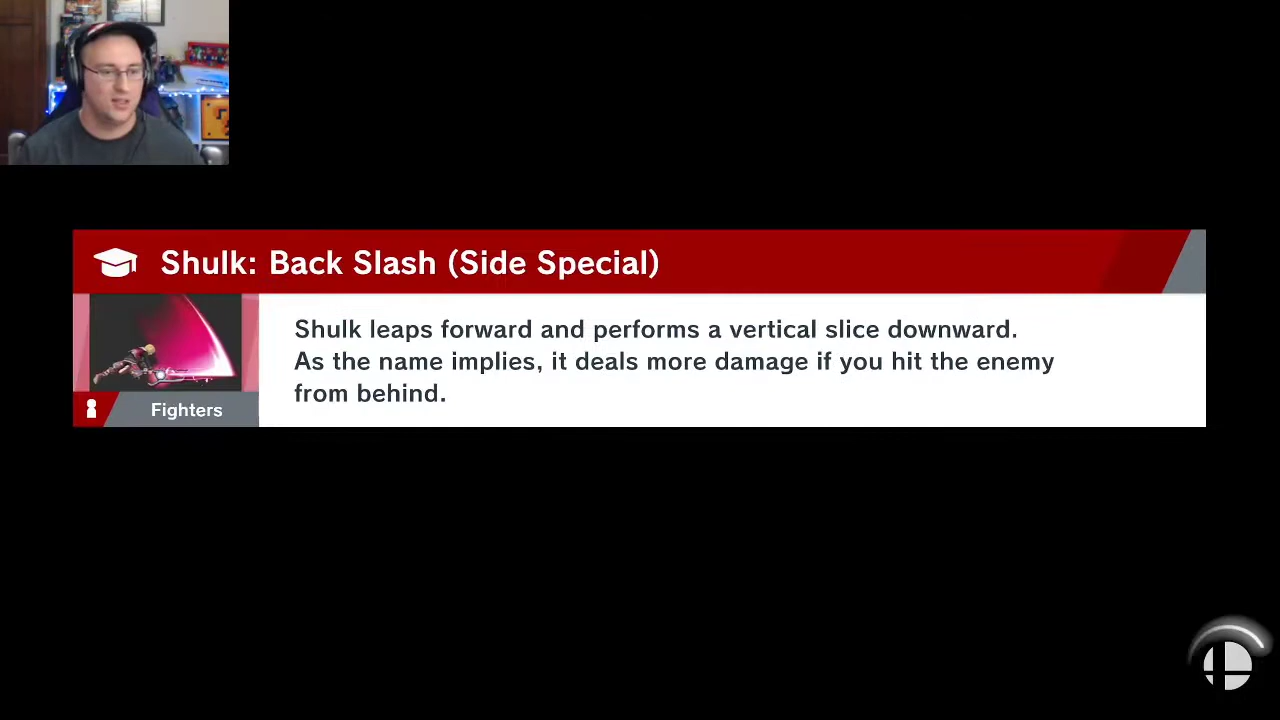 Shulk: Back Slash (Side Special)
Shulk leaps forward and performs a vertical slice downward.
As the name implies, it deals more damage if you hit the enemy
from behind.
Fighters